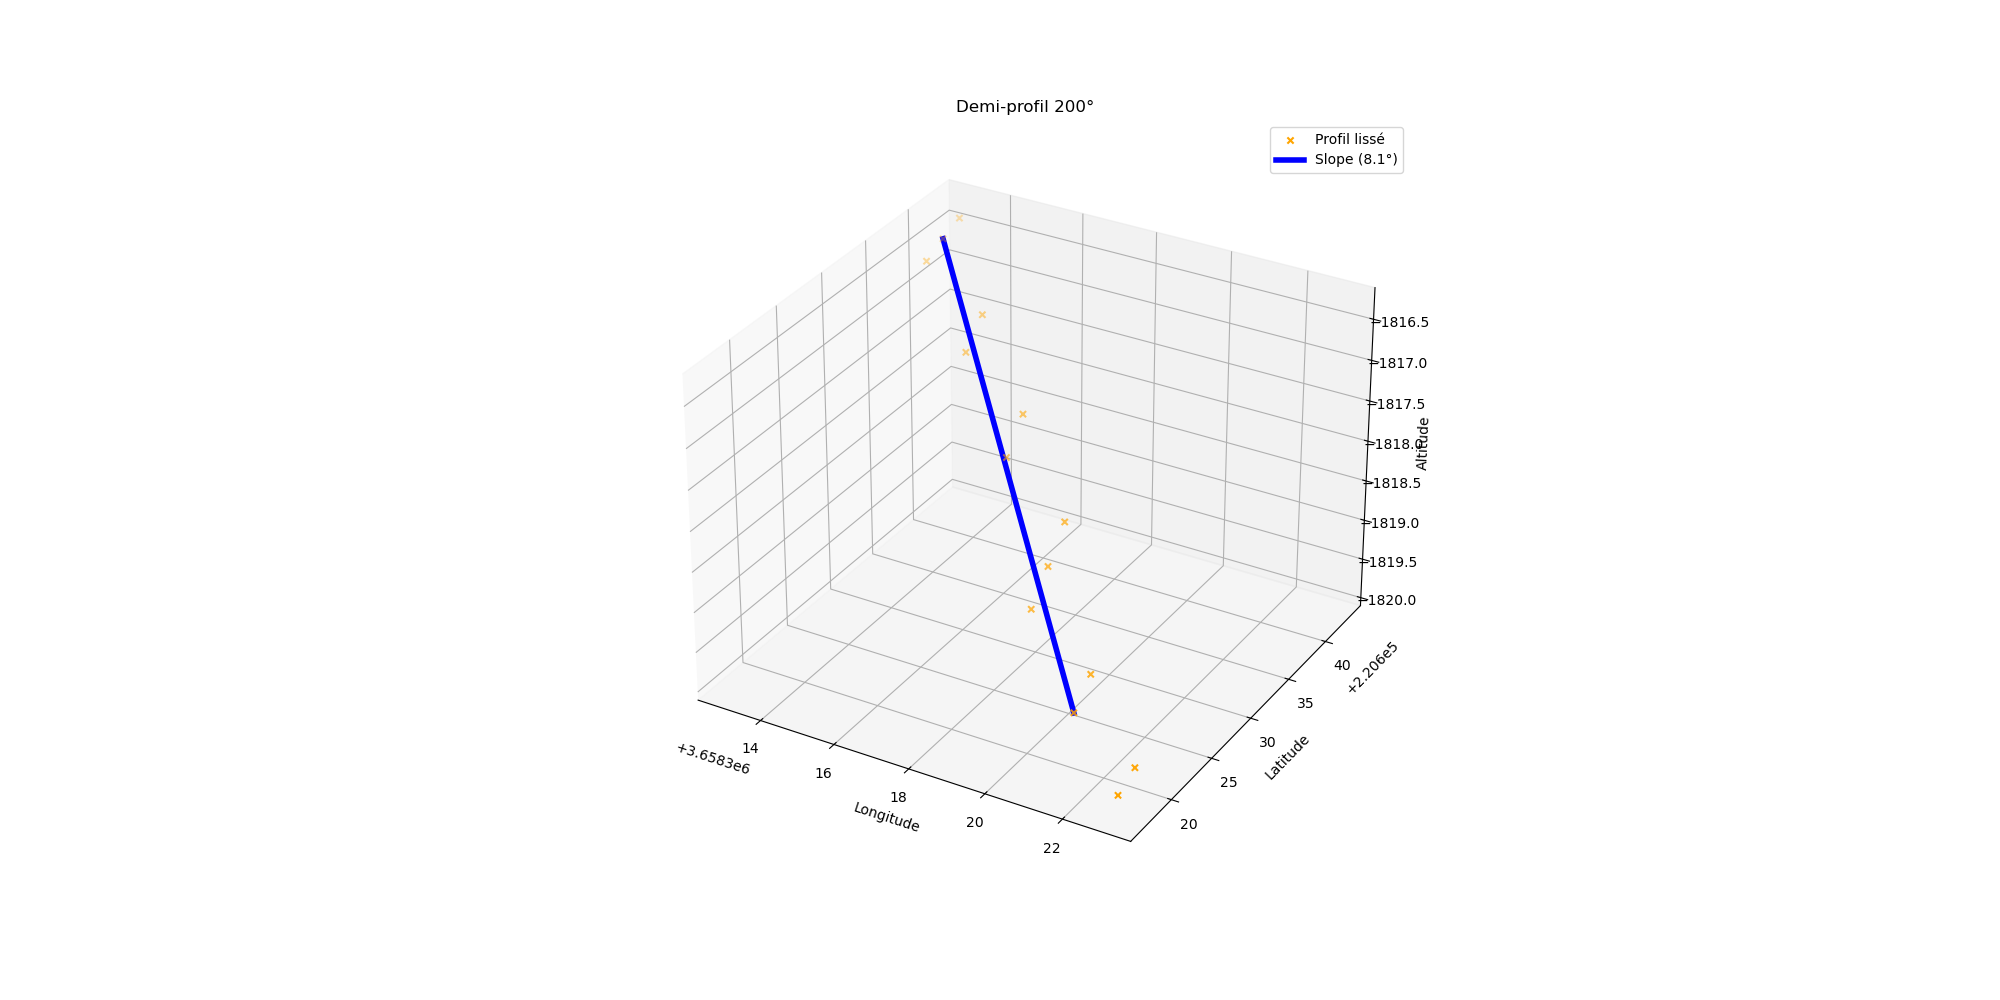 Demi-profil 200°
Profil lissé
Slope (8.1°)
−1816.5
−1817.0
−1817.5
−1818.0
−1818.5
−1819.0
−1819.5
−1820.0
Altitude
40
35
30
25
20
+2.206e5
Latitude
14
16
18
20
22
+3.6583e6
Longitude